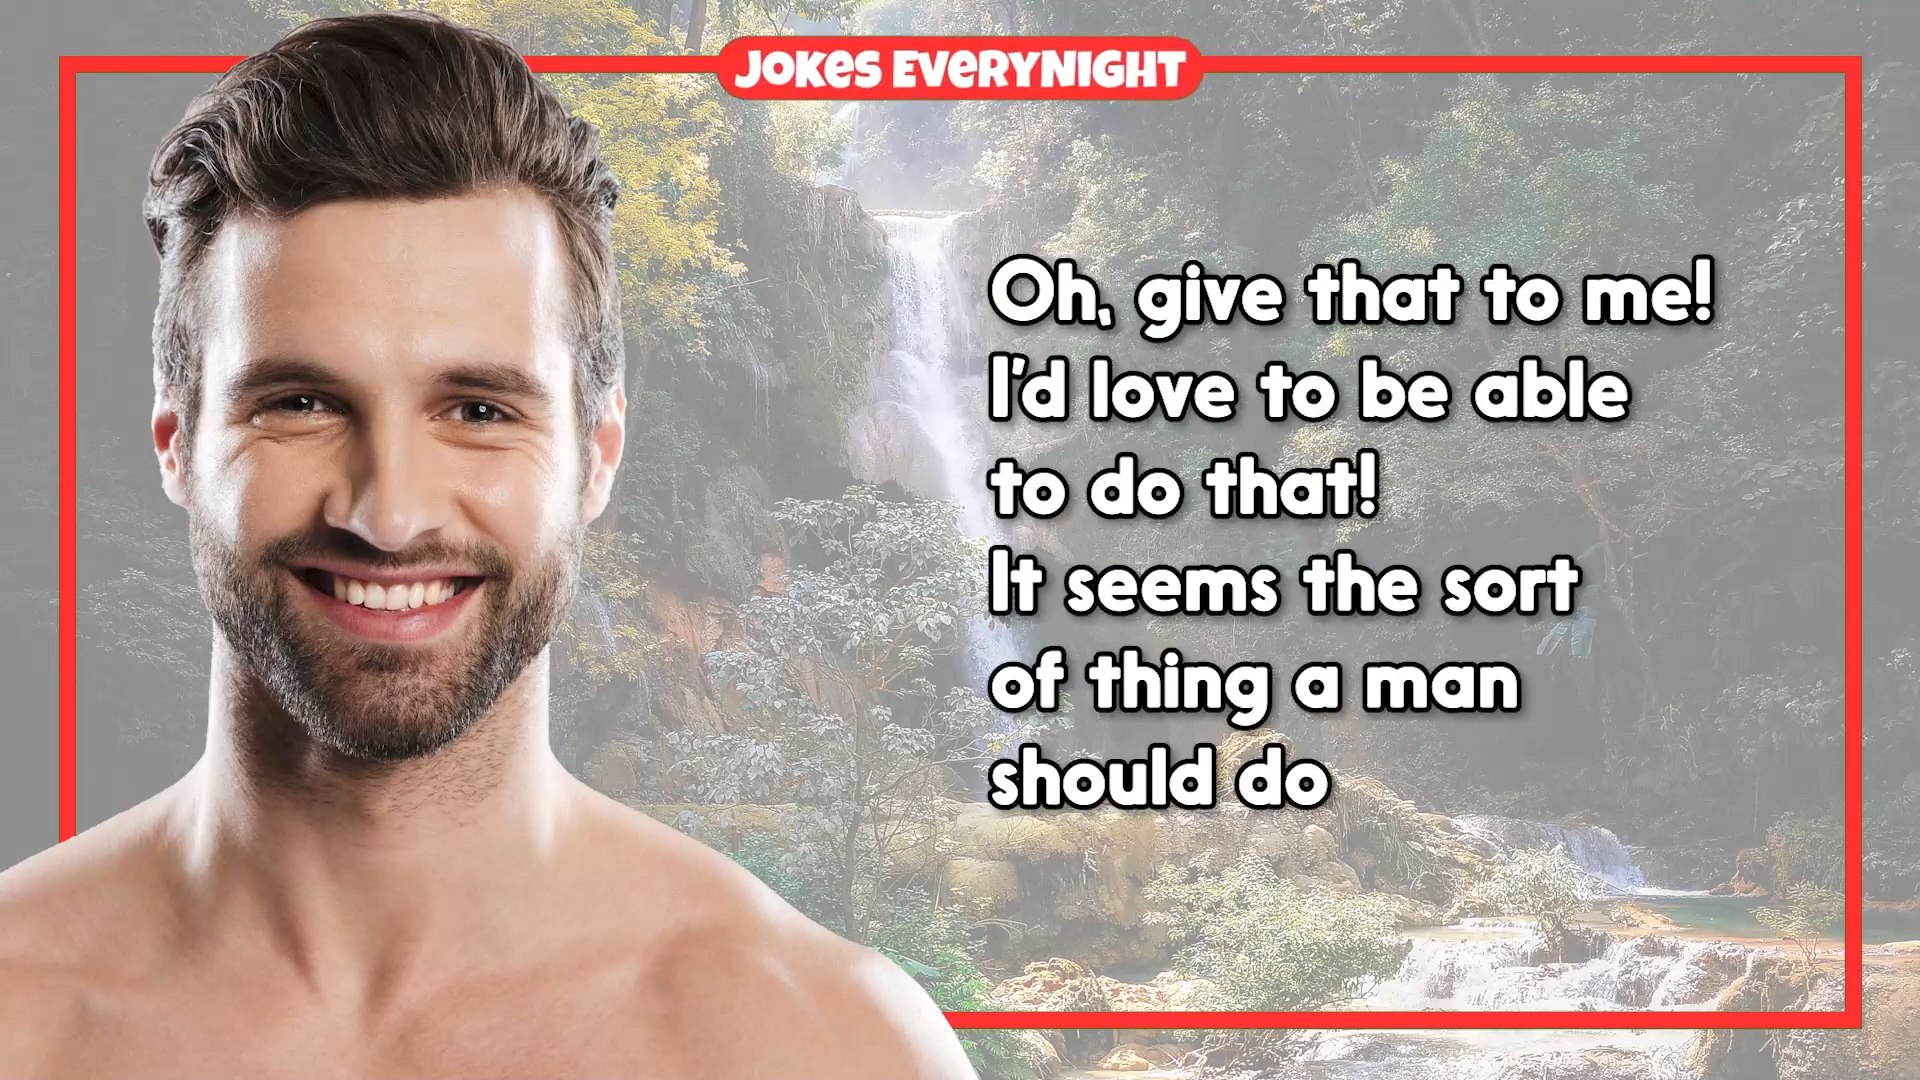 JOKES EVERYNIGHT
Oh, give that to me!
I'd love to be able
to do that!
It seems the sort
of thing a man
should do